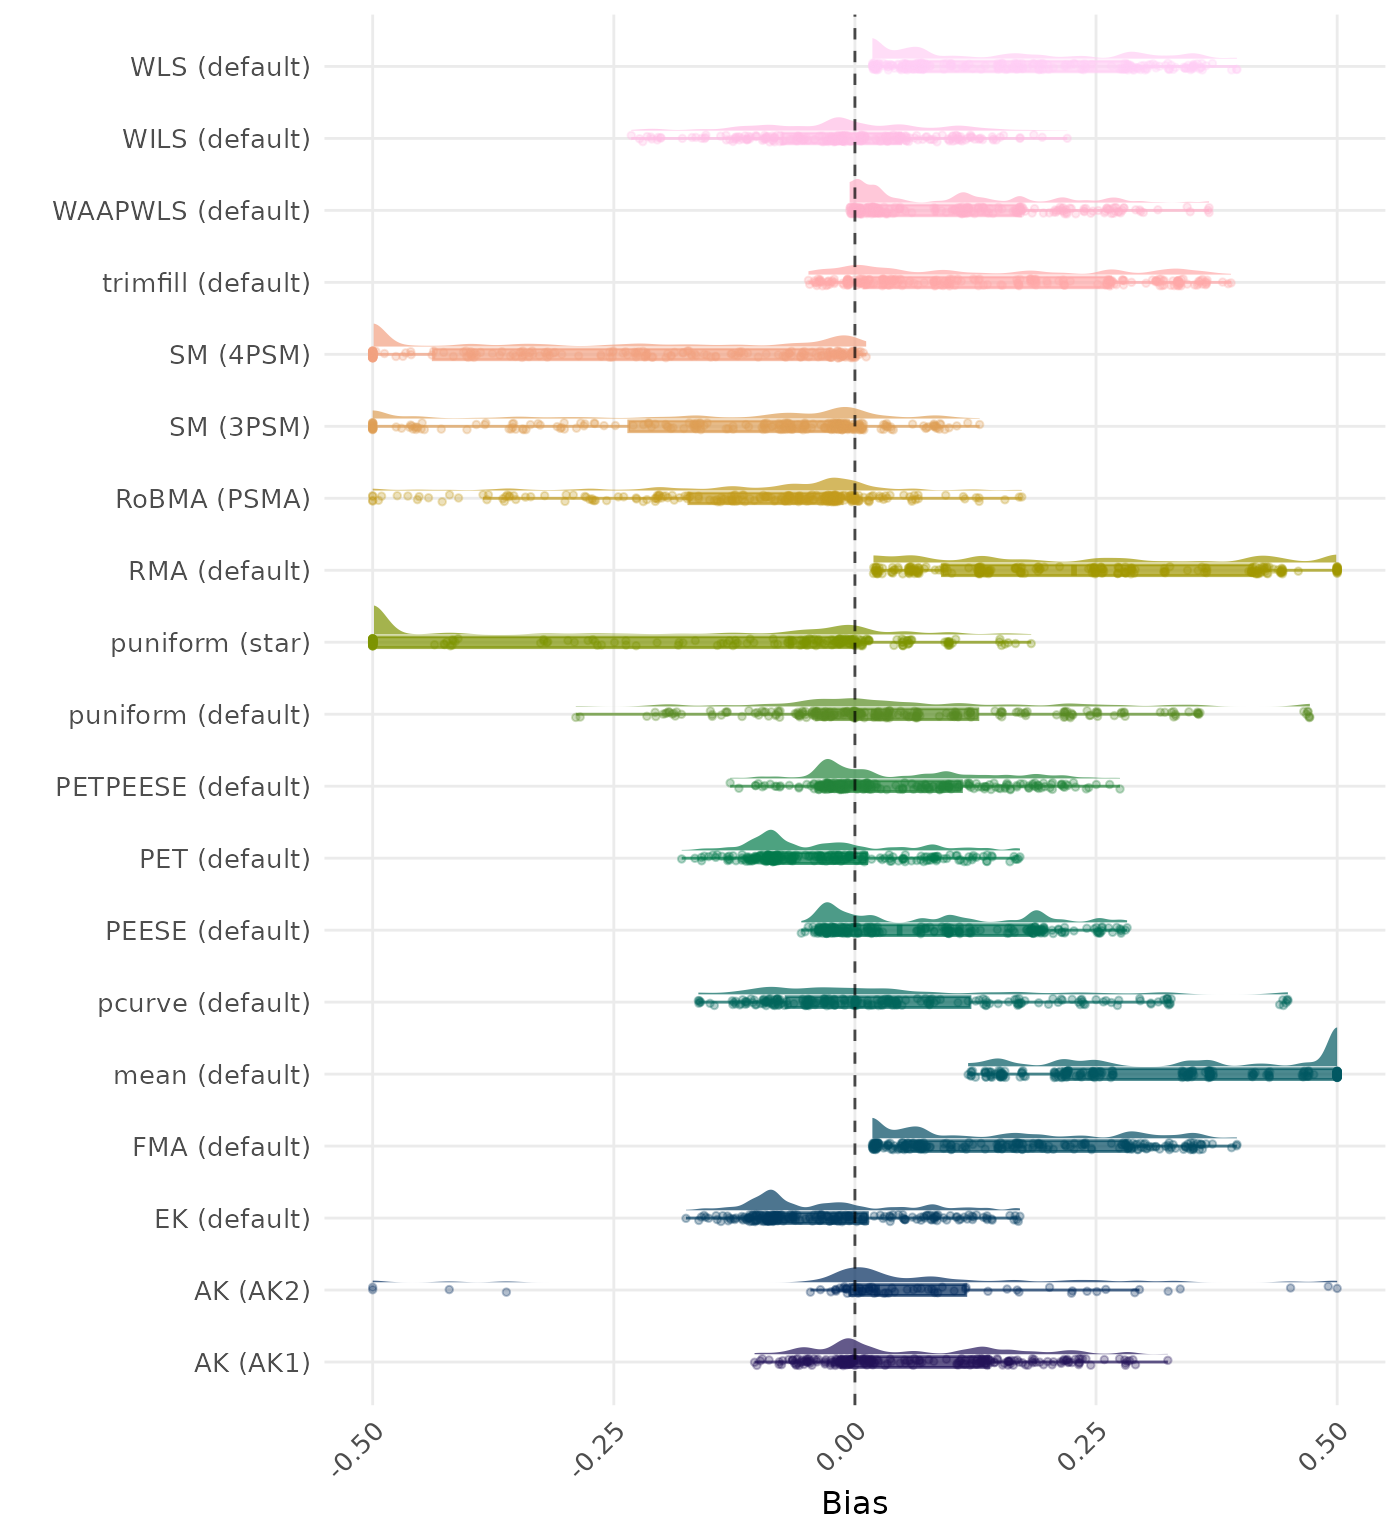 WLS (default)
WILS (default)
WAAPWLS (default)
trimfill (default)
SM (4PSM)
SM (3PSM)
RoBMA (PSMA)
RMA (default)
puniform (star)
puniform (default)
PETPEESE (default)
PET (default)
PEESE (default)
pcurve (default)
mean (default)
FMA (default)
EK (default)
AK (AK2)
AK (AK1)
-0.50
-0.25
0.00
0.25
0.50
Bias